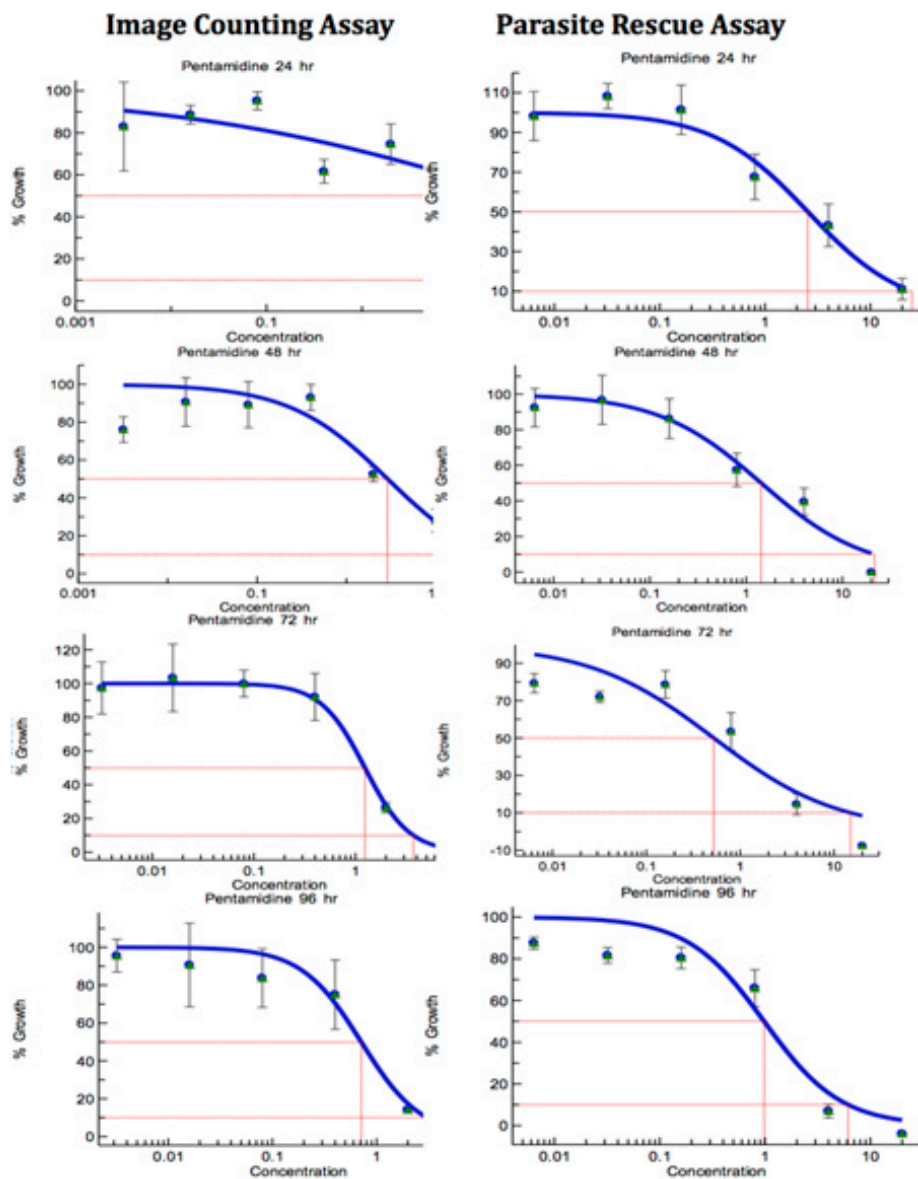 Image Counting Assay
Parasite Rescue Assay
Pentamidine 24 hr
100
80
60
40
20
0
% Growth
0.001
0.1
Concentration
Pentamidine 24 hr
110
90
70
50
30
10
% Growth
0.01
0.1
1
10
Concentration
Pentamidine 48 hr
100
80
60
40
20
0
% Growth
0.001
0.1
1
Concentration
Pentamidine 48 hr
100
80
60
40
20
0
% Growth
0.01
0.1
1
10
Concentration
Pentamidine 72 hr
120
100
80
60
40
20
0
% Growth
0.01
0.1
1
Concentration
Pentamidine 72 hr
90
70
50
30
10
-10
% Growth
0.01
0.1
1
10
Concentration
Pentamidine 96 hr
100
80
60
40
20
0
% Growth
0.01
0.1
1
Concentration
Pentamidine 96 hr
100
80
60
40
20
0
% Growth
0.01
0.1
1
10
Concentration